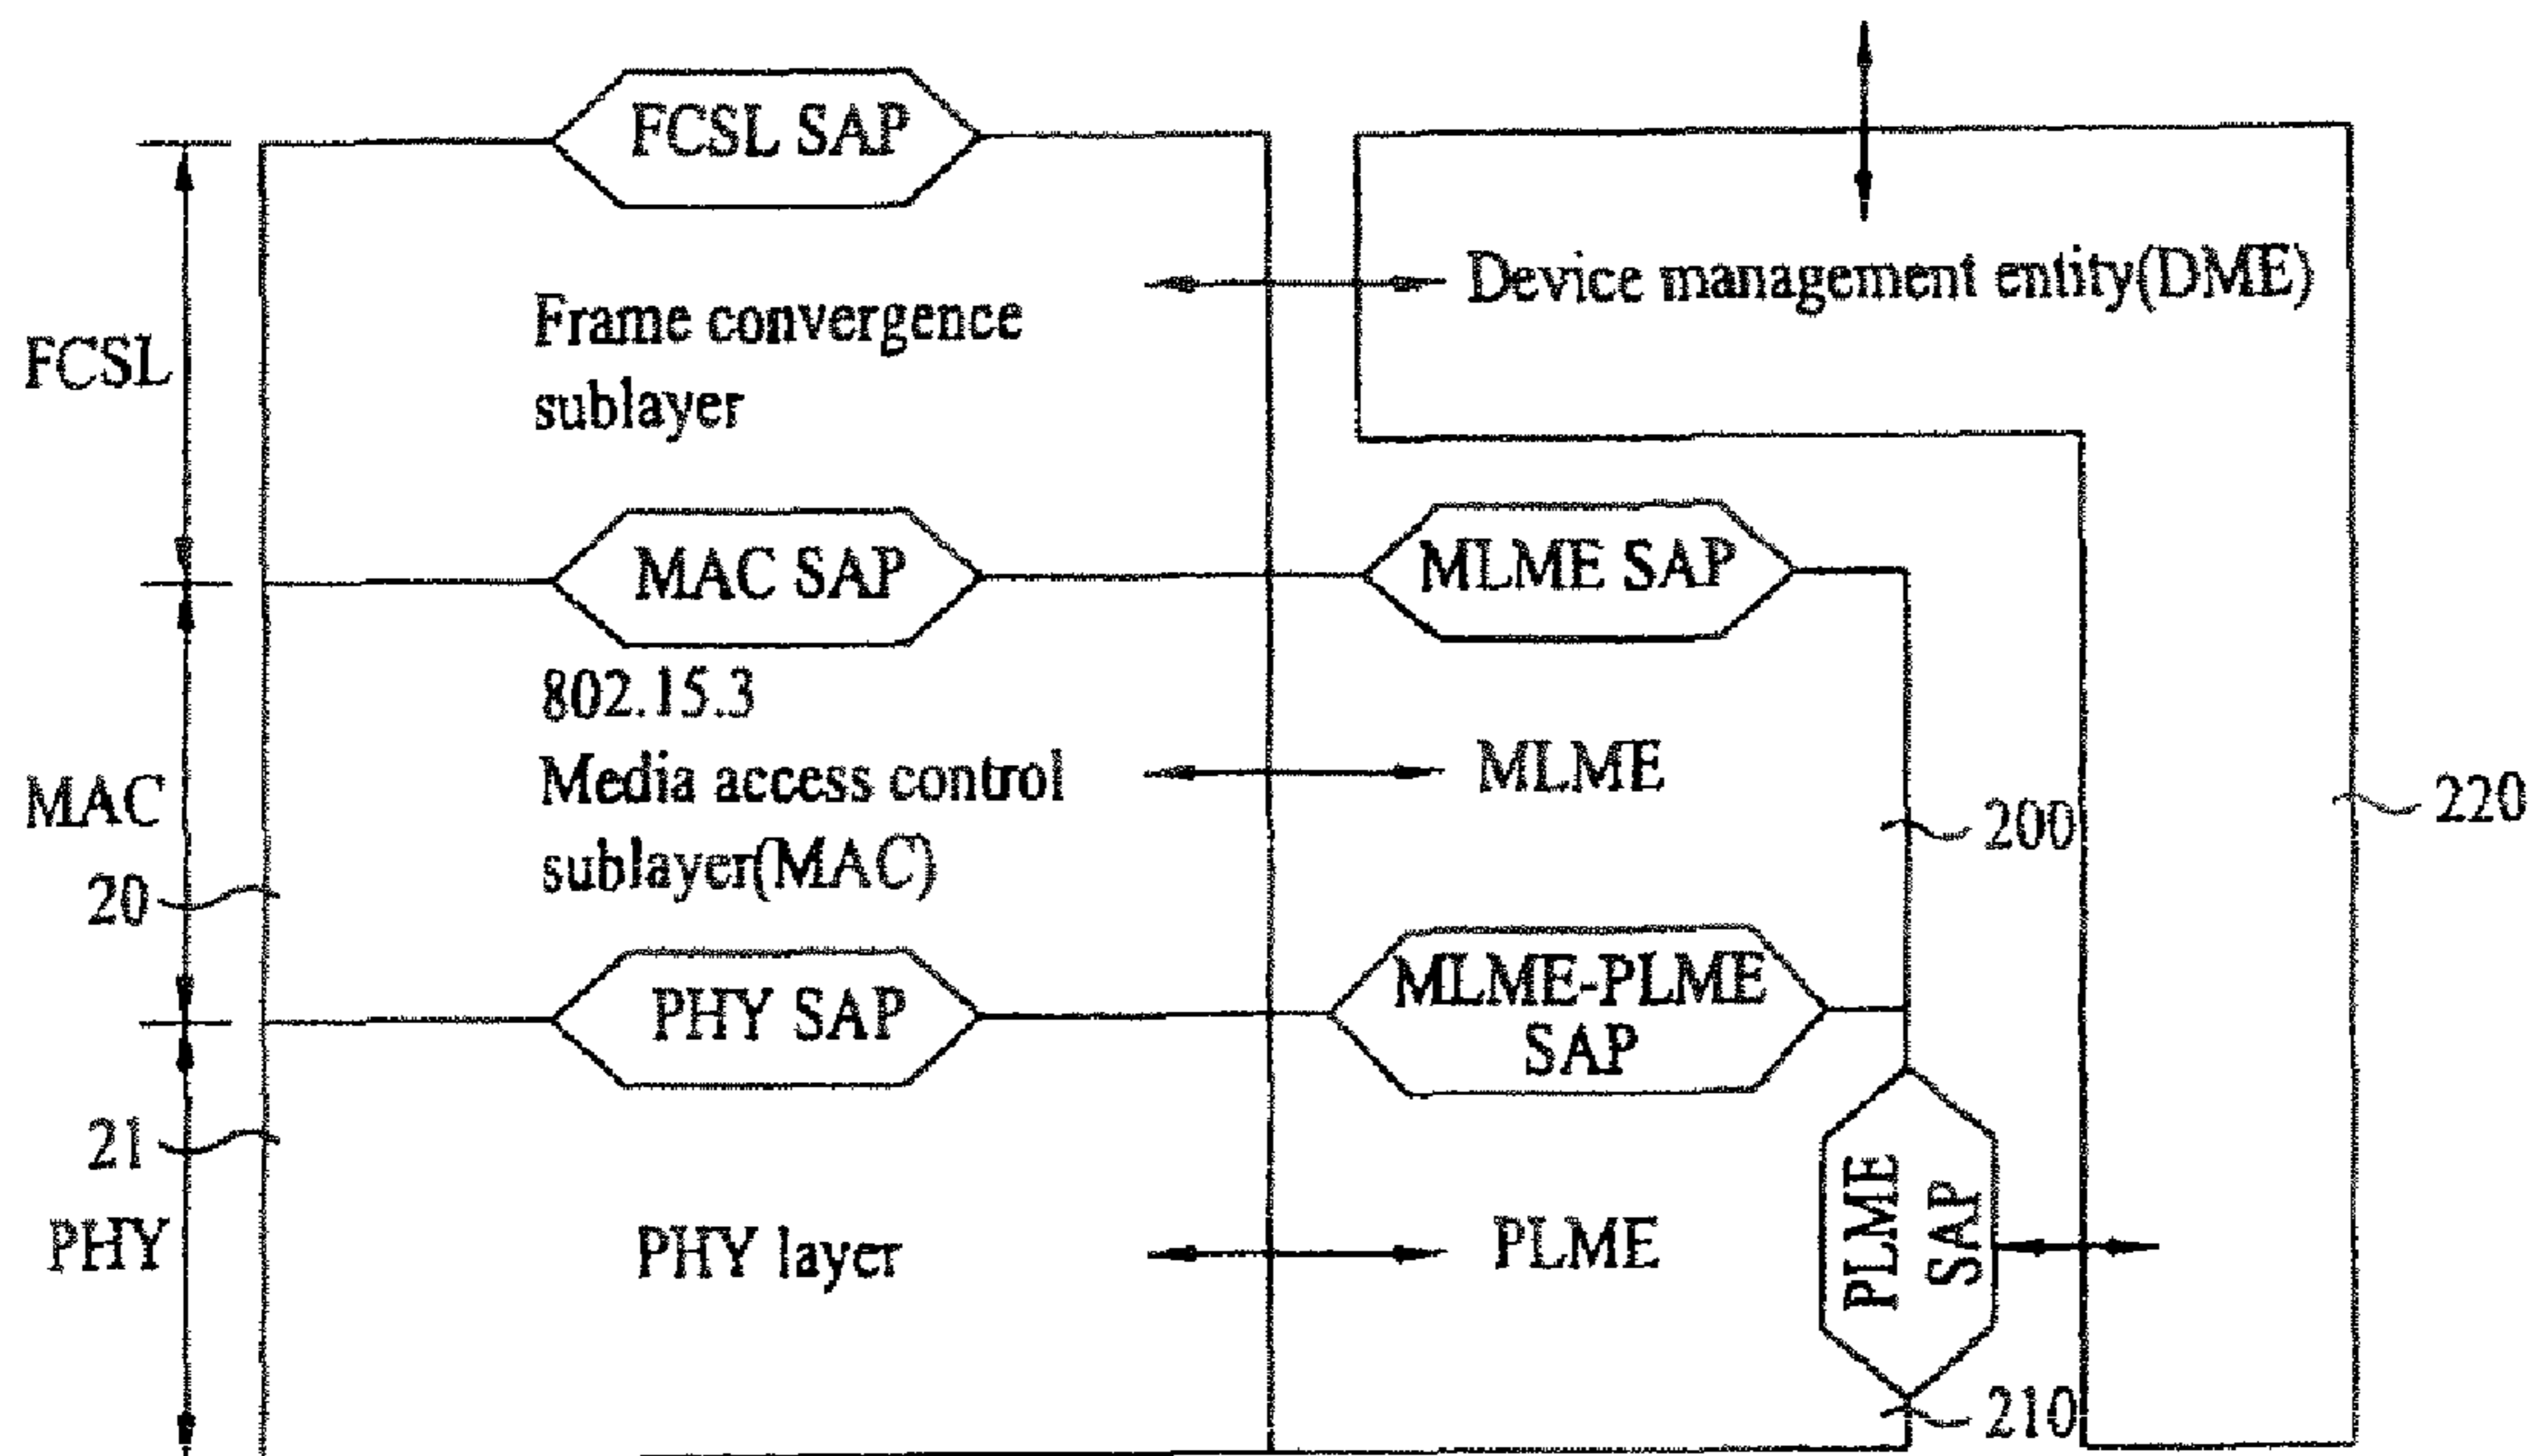 FCSL SAP
Device management entity(DME)
Frame convergence
sublayer
FCSL
MAC SAP
MLME SAP
802.15.3
Media access control
sublayer(MAC)
MLME
MAC
200
220
20
PHY SAP
MLME-PLME
SAP
21
PHY
PHY layer
PLME
PLME
SAP
210